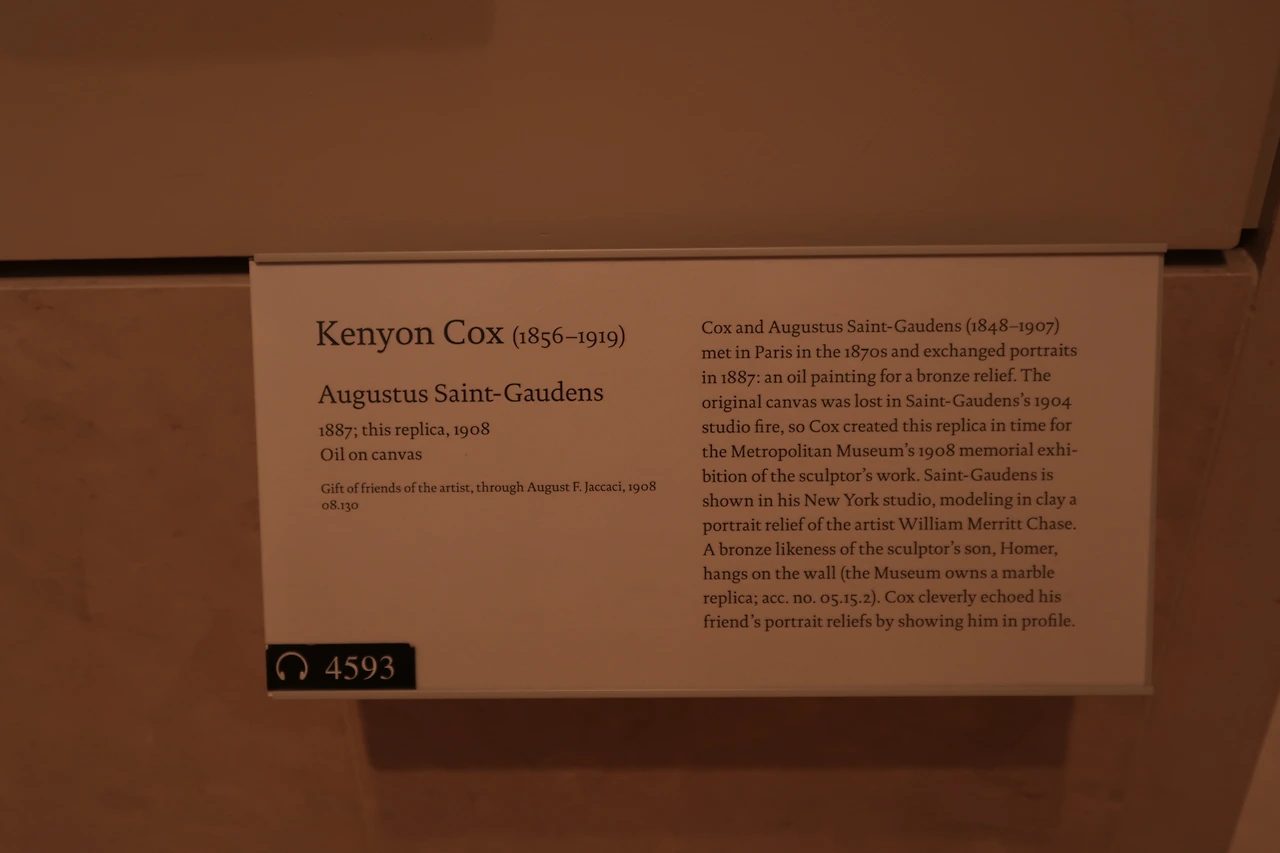 Kenyon Cox (1856–1919)
Augustus Saint-Gaudens
1887; this replica, 1908
Oil on canvas
Gift of friends of the artist, through August F. Jaccaci, 1908
08.130
Cox and Augustus Saint-Gaudens (1848–1907)
met in Paris in the 1870s and exchanged portraits
in 1887: an oil painting for a bronze relief. The
original canvas was lost in Saint-Gaudens's 1904
studio fire, so Cox created this replica in time for
the Metropolitan Museum's 1908 memorial exhi-
bition of the sculptor's work. Saint-Gaudens is
shown in his New York studio, modeling in clay a
portrait relief of the artist William Merritt Chase.
A bronze likeness of the sculptor's son, Homer,
hangs on the wall (the Museum owns a marble
replica; acc. no. 05.15.2). Cox cleverly echoed his
friend's portrait reliefs by showing him in profile.
4593